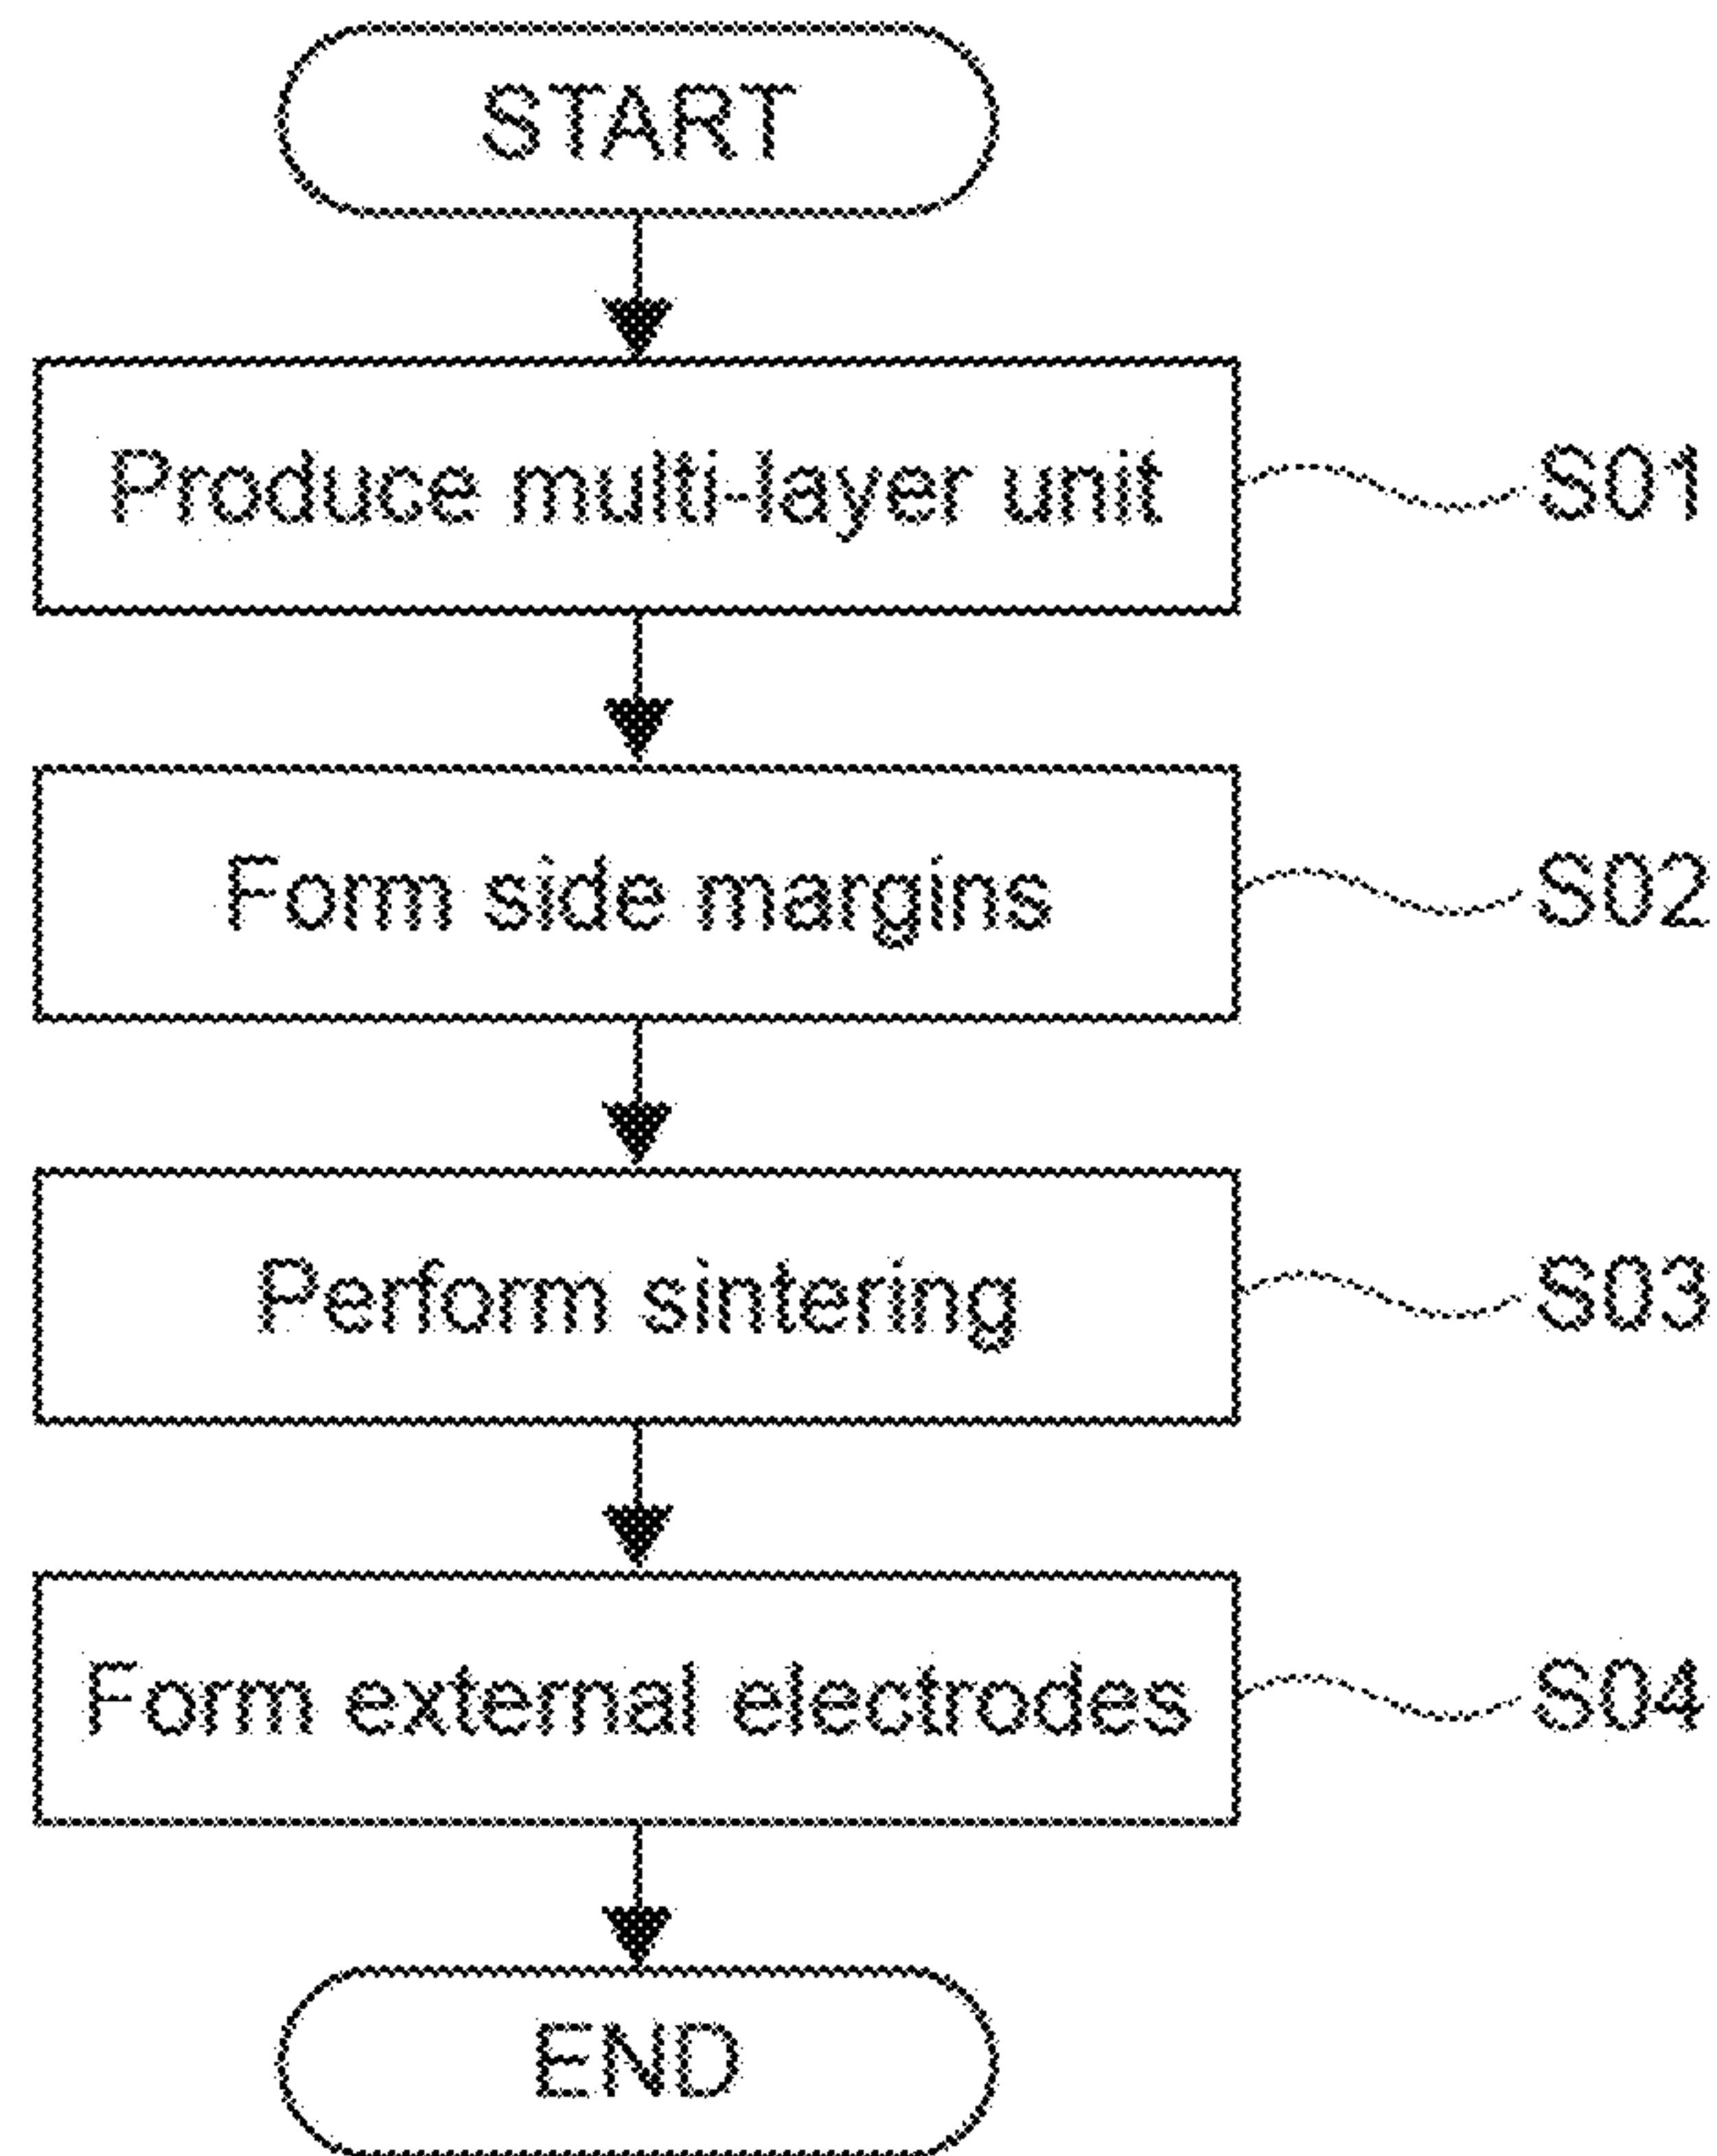 START
Produce multi-layer unit S01
Form side margins S02
Perform sintering S03
Form external electrodes S04
END